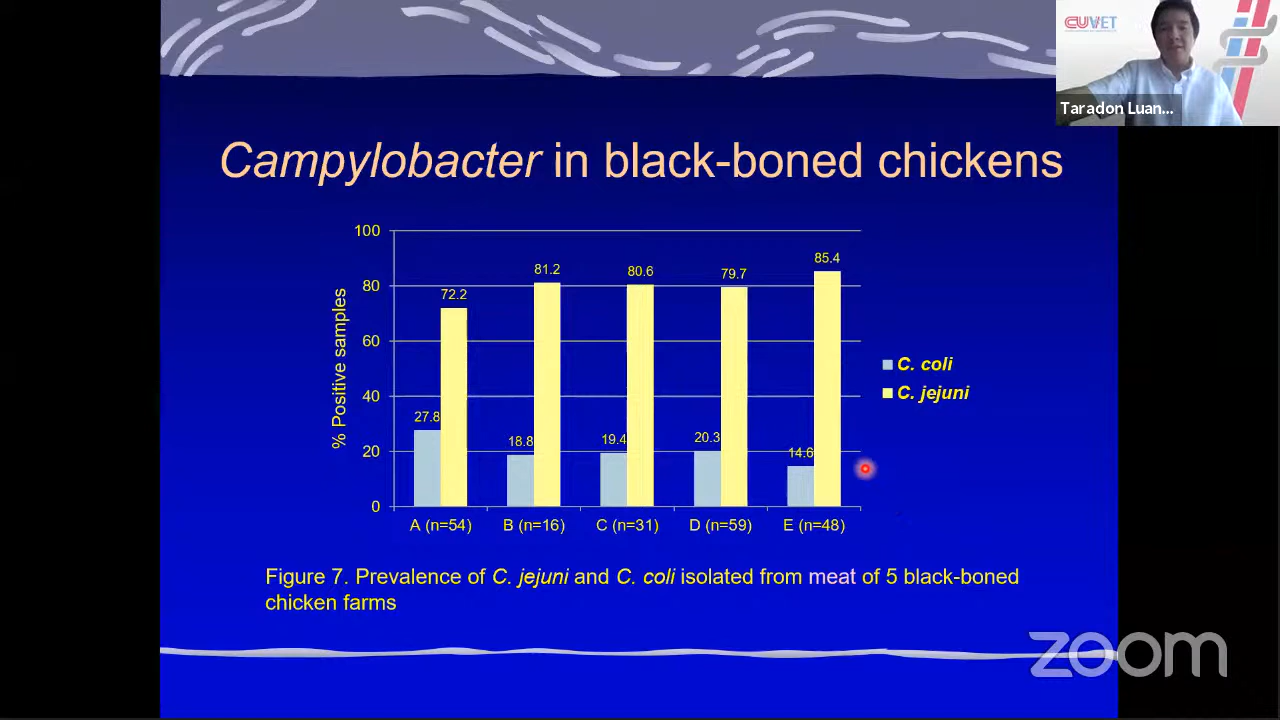 CUVET
Taradon Luan...
Campylobacter in black-boned chickens
100
80
60
40
20
0
% Positive samples
27.8
72.2
18.8
81.2
19.4
80.6
20.3
79.7
14.6
85.4
A (n=54)
B (n=16)
C (n=31)
D (n=59)
E (n=48)
C. coli
C. jejuni
Figure 7. Prevalence of C. jejuni and C. coli isolated from meat of 5 black-boned
chicken farms
zoom